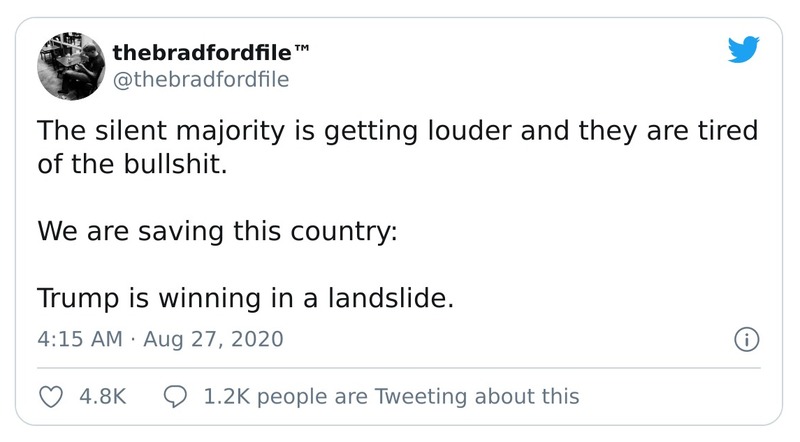 thebradfordfile™
@thebradfordfile
The silent majority is getting louder and they are tired
of the bullshit.
We are saving this country:
Trump is winning in a landslide.
4:15 AM · Aug 27, 2020
4.8K 1.2K people are Tweeting about this